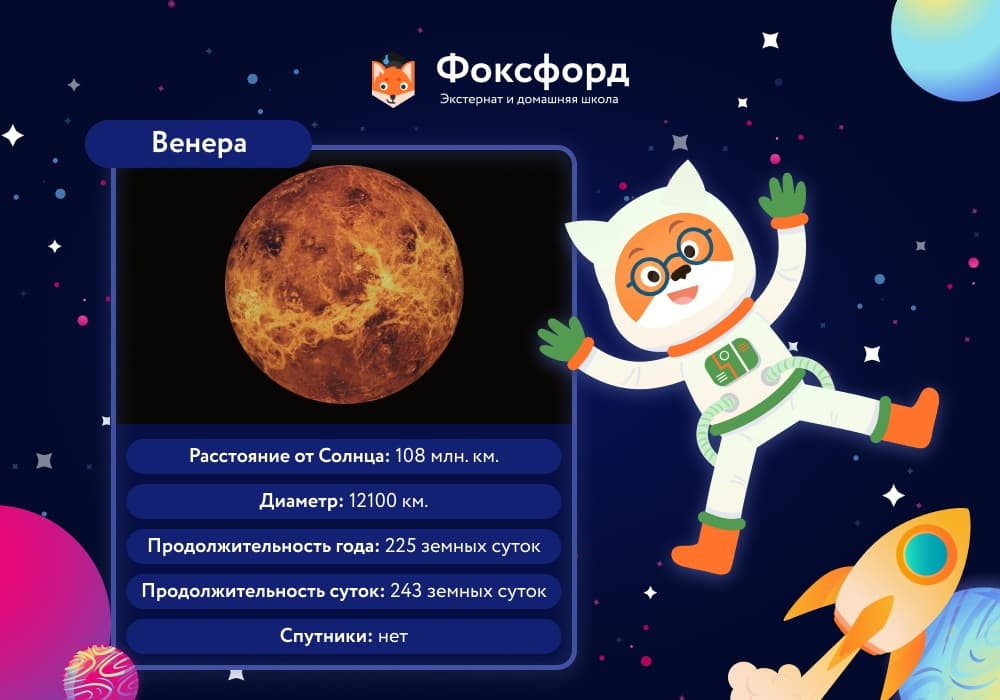 Фоксфорд
Экстернат и домашняя школа
Венера
Расстояние от Солнца: 108 млн. км.
Диаметр: 12100 км.
Продолжительность года: 225 земных суток
Продолжительность суток: 243 земных суток
Спутники: нет